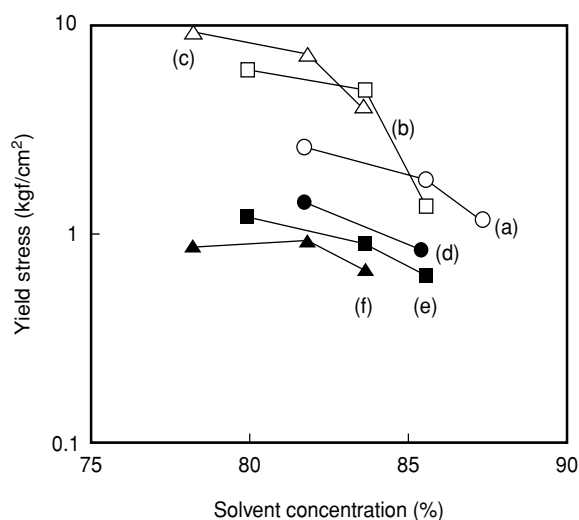 10
(c)
(b)
Yield stress (kgf/cm²)
(a)
1
(d)
(f)
(e)
0.1
75
80
85
90
Solvent concentration (%)